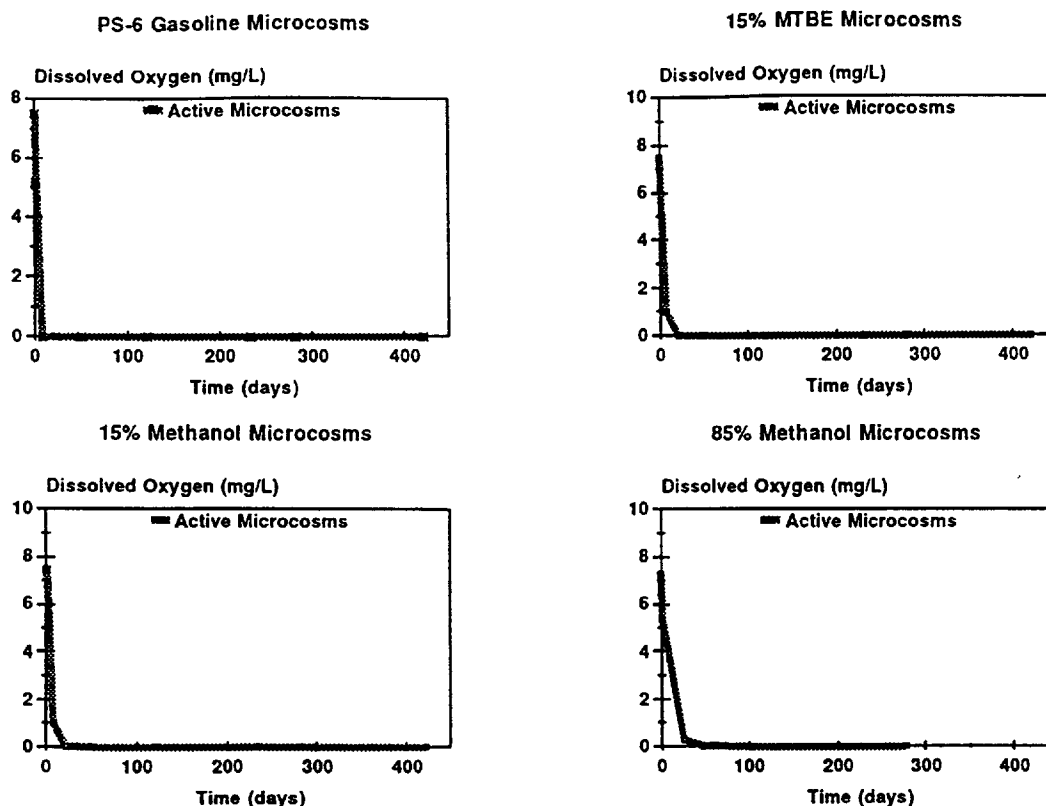 PS-6 Gasoline Microcosms
Dissolved Oxygen (mg/L)
Active Microcosms
8
6
4
2
0
0 100 200 300 400
Time (days)
15% MTBE Microcosms
Dissolved Oxygen (mg/L)
Active Microcosms
10
8
6
4
2
0
0 100 200 300 400
Time (days)
15% Methanol Microcosms
Dissolved Oxygen (mg/L)
Active Microcosms
10
8
6
4
2
0
0 100 200 300 400
Time (days)
85% Methanol Microcosms
Dissolved Oxygen (mg/L)
Active Microcosms
10
8
6
4
2
0
0 100 200 300 400
Time (days)